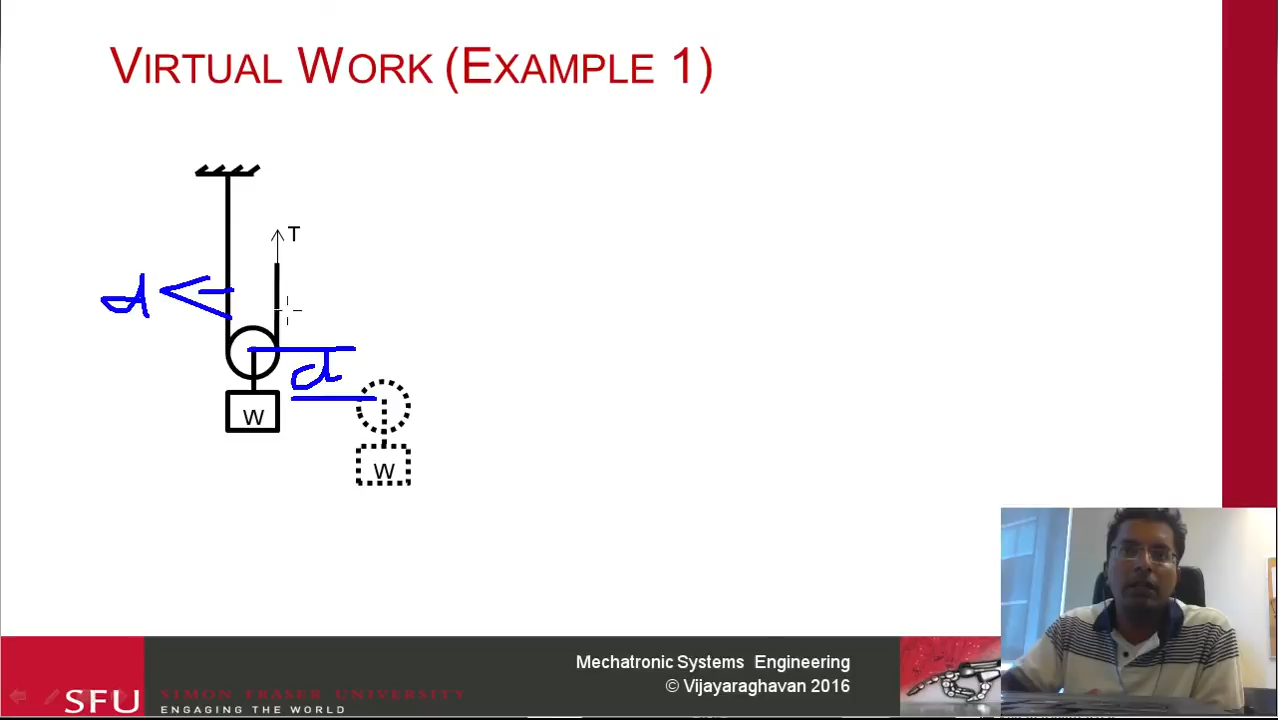 VIRTUAL WORK (EXAMPLE 1)
T
d
d
W
W
Mechatronic Systems Engineering
© Vijayaraghavan 2016
SFU
SIMON FRASER UNIVERSITY
ENGAGING THE WORLD